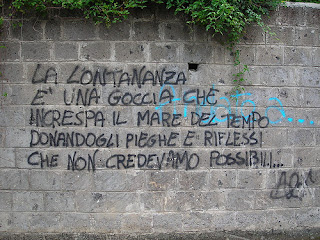 LA LONTANANZA
E' UNA GOCCIA CHE
INCRESPA IL MARE DEL TEMPO
DONANDOGLI PIEGHE E RIFLESSI
CHE NON CREDEVAMO POSSIBILI...